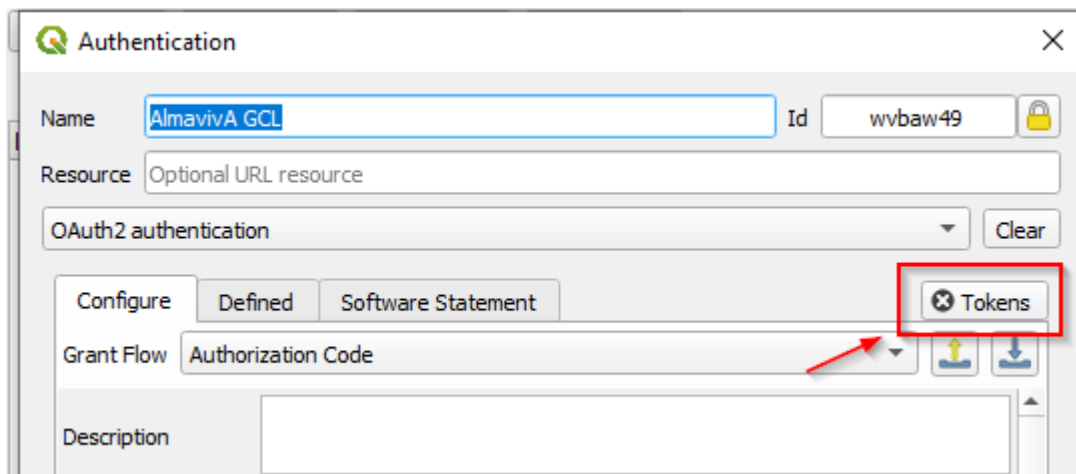 Authentication
Name AlmavivA GCL Id wvbaw49
Resource Optional URL resource
OAuth2 authentication Clear
Configure Defined Software Statement Tokens
Grant Flow Authorization Code
Description